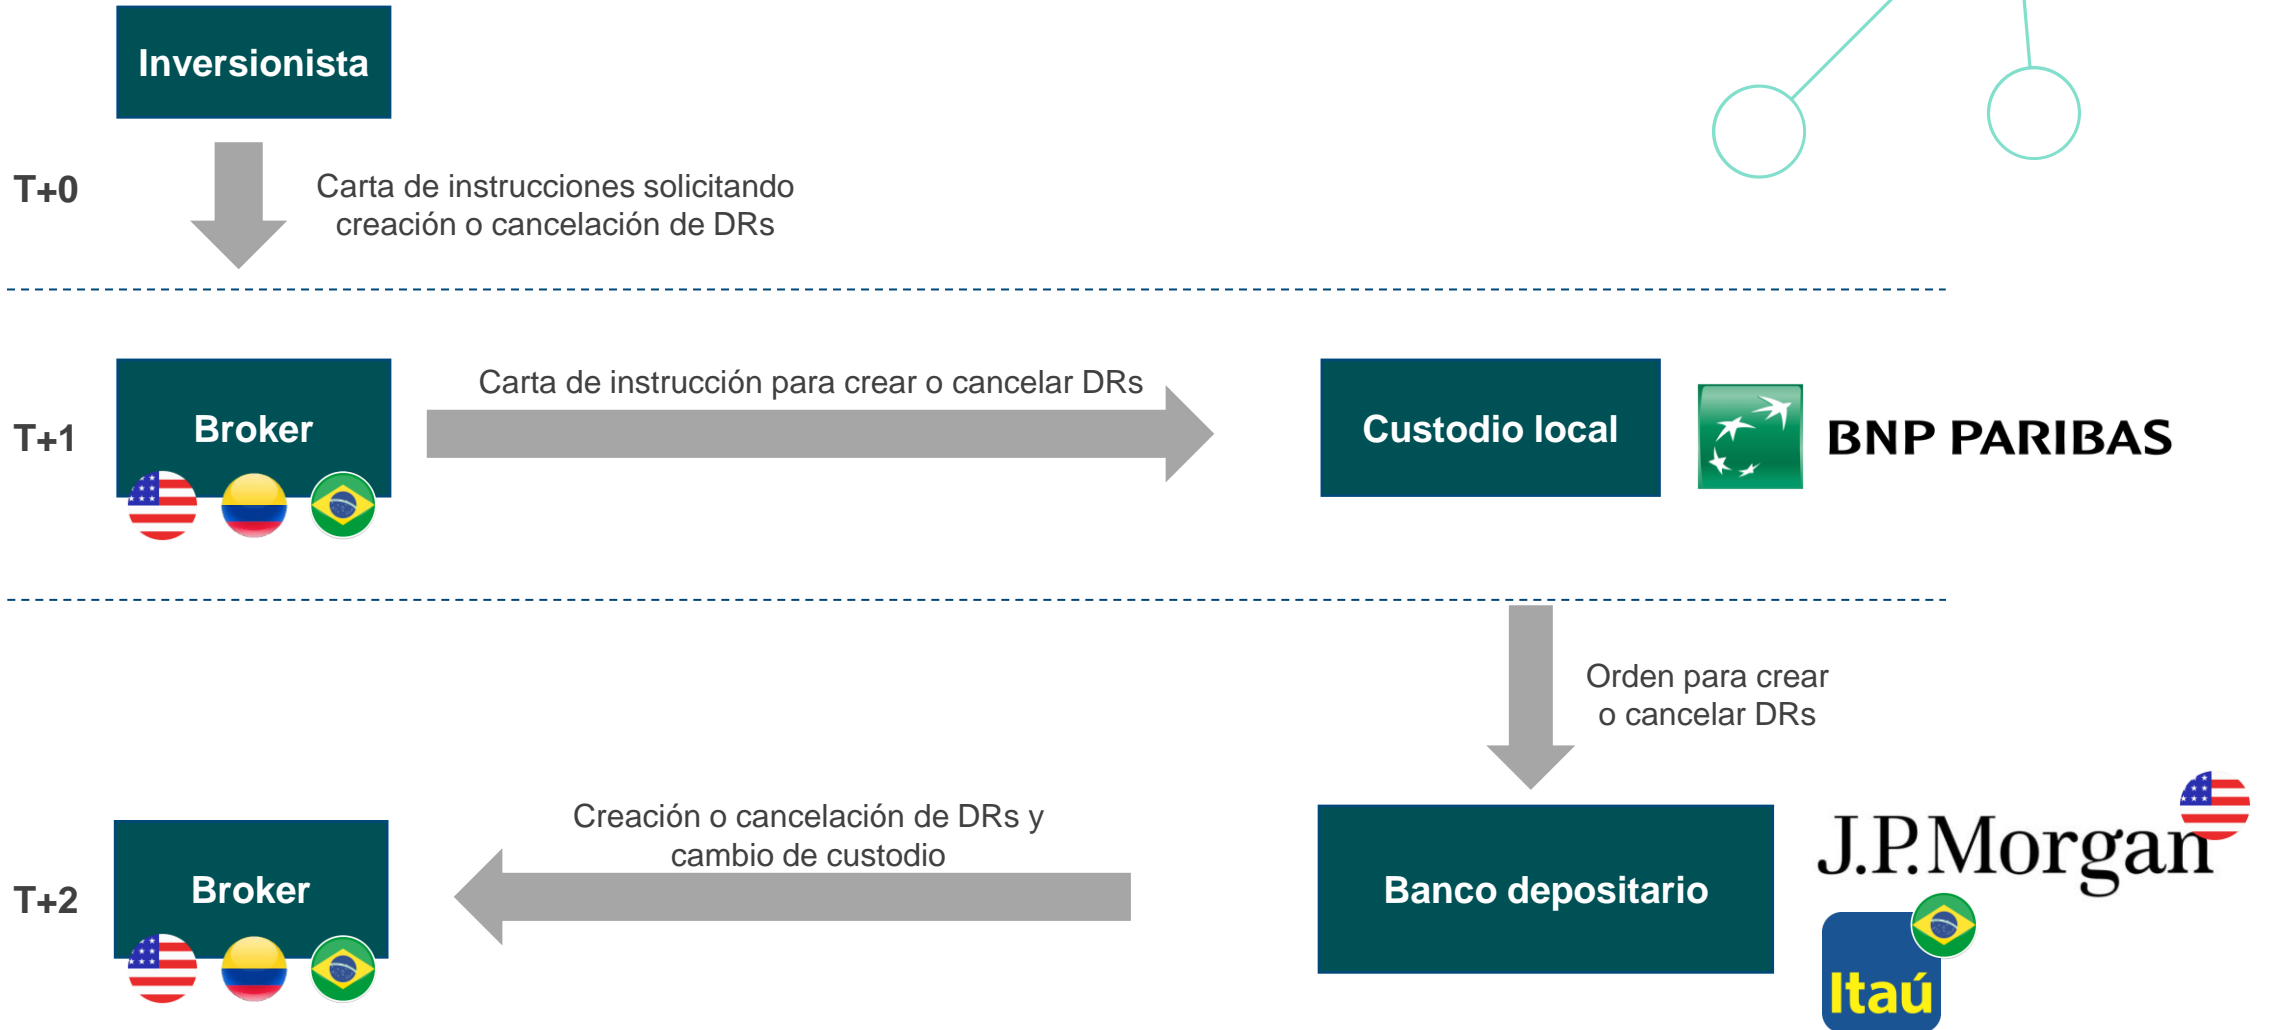 Inversionista
T+0
Carta de instrucciones solicitando
creación o cancelación de DRs
T+1
Broker
Carta de instrucción para crear o cancelar DRs
Custodio local
BNP PARIBAS
Orden para crear
o cancelar DRs
T+2
Broker
Creación o cancelación de DRs y
cambio de custodio
Banco depositario
J.P.Morgan
Itaú